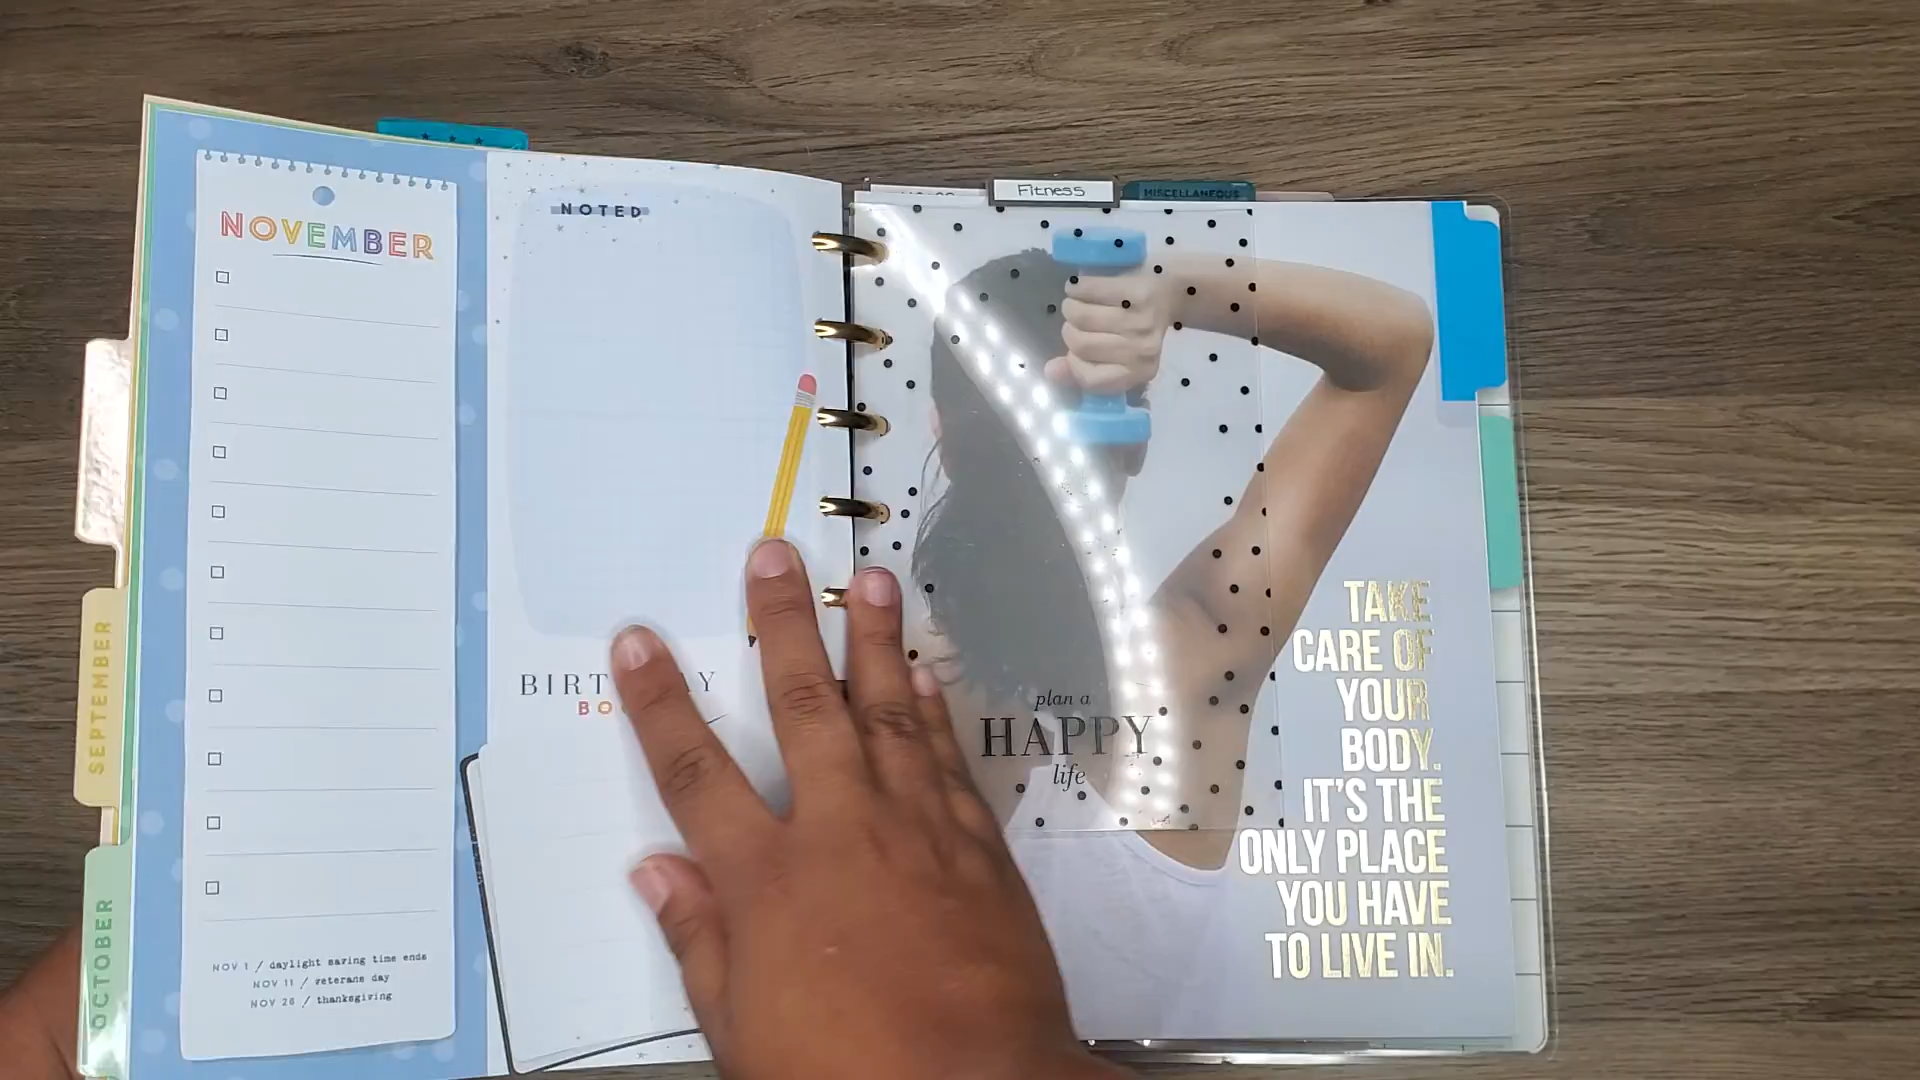 NOVEMBER
NOV 1 / daylight saving time ends
NOV 11 / veterans day
NOV 26 / thanksgiving
SEPTEMBER
OCTOBER
NOTED
Fitness
MISCELLANEOUS
plan a
HAPPY
life
TAKE
CARE OF
YOUR
BODY.
IT'S THE
ONLY PLACE
YOU HAVE
TO LIVE IN.